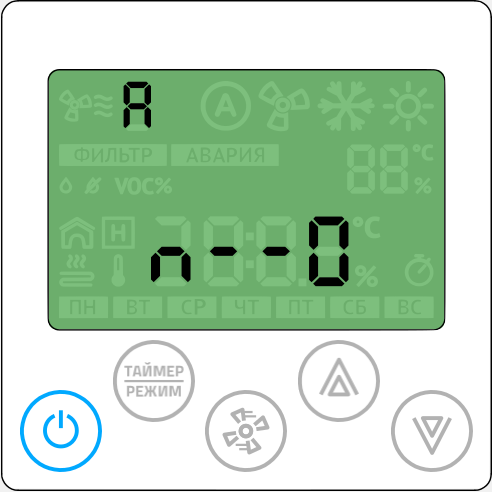 A
A
ФИЛЬТР АВАРИЯ
88 °C
%
VOC%
H
n--0
°C
%
ПН ВТ СР ЧТ ПТ СБ ВС
ТАЙМЕР
РЕЖИМ